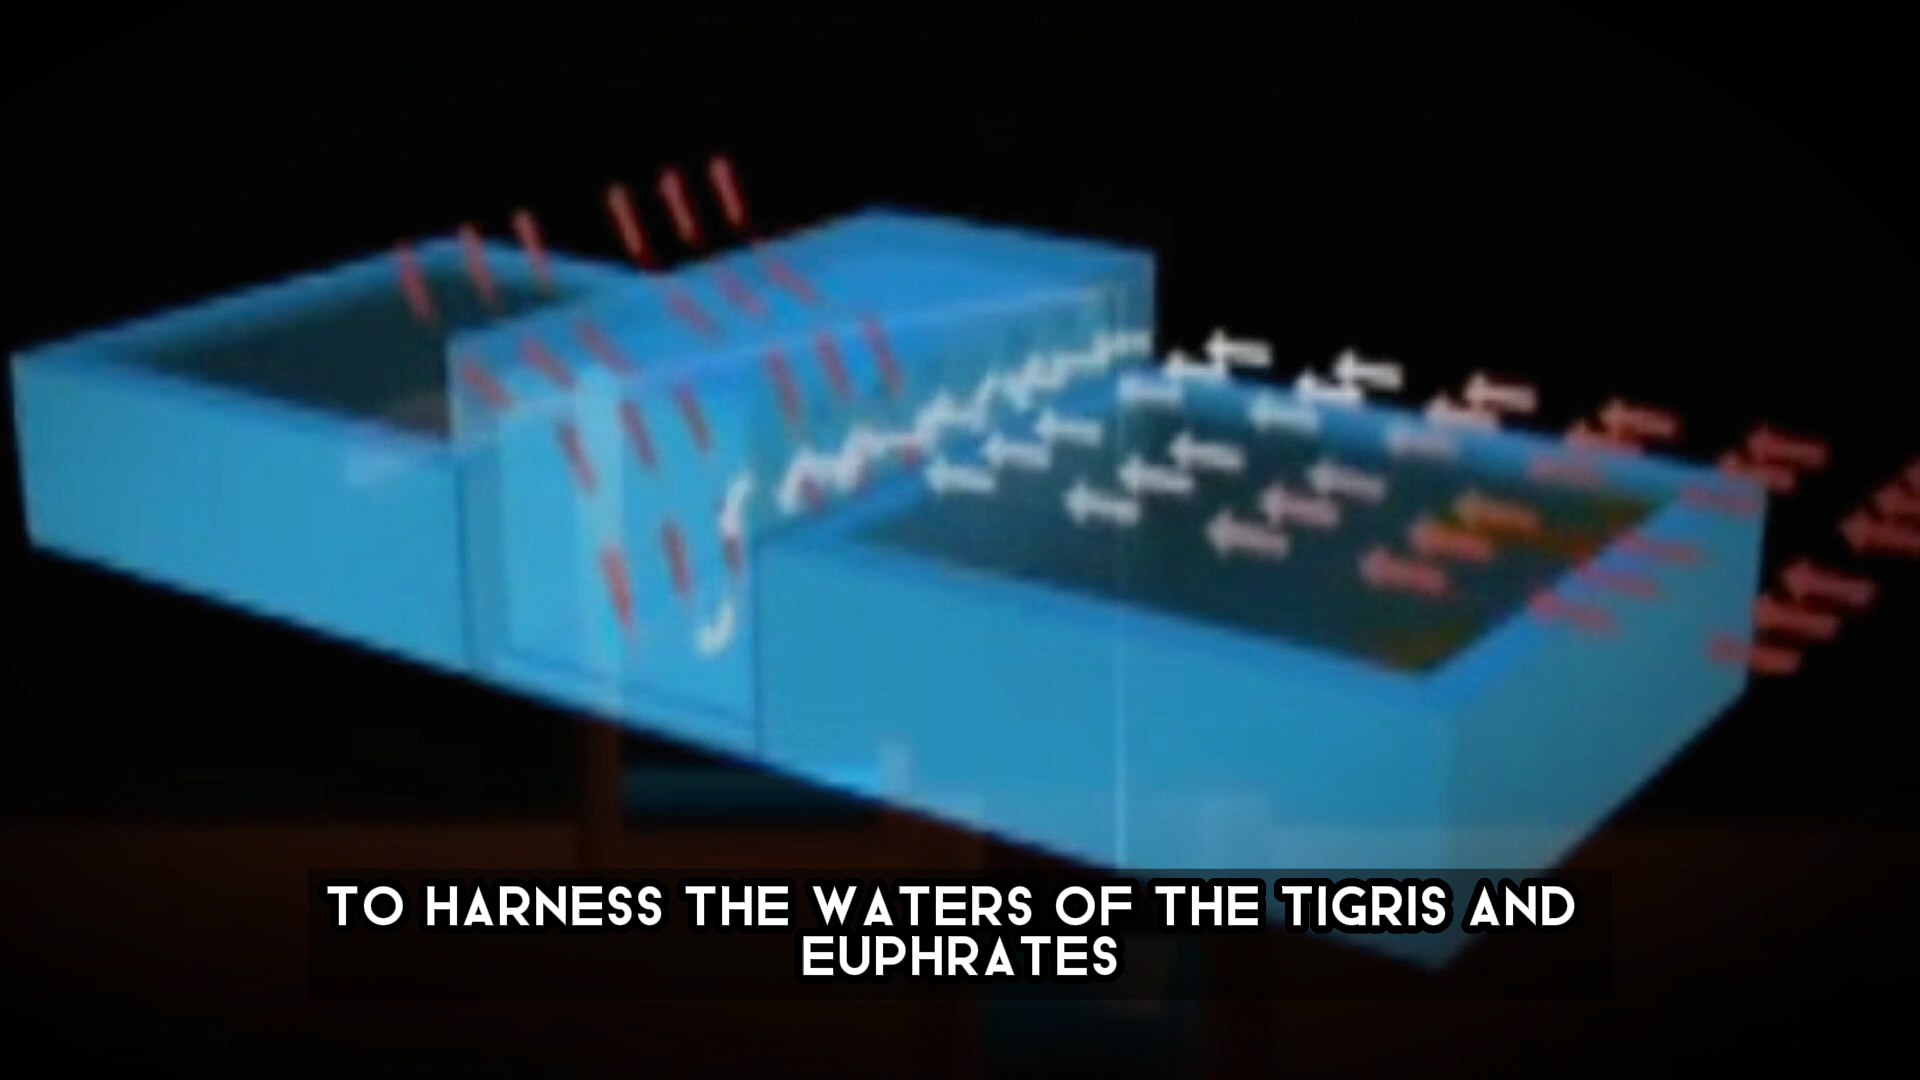 TO HARNESS THE WATERS OF THE TIGRIS AND
EUPHRATES